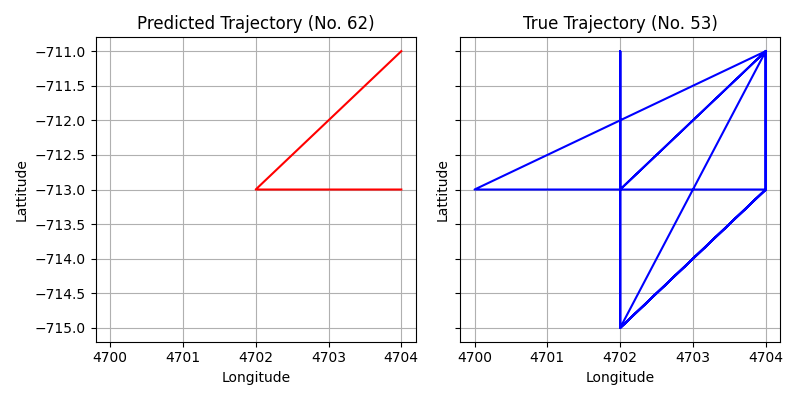 Predicted Trajectory (No. 62)
True Trajectory (No. 53)
−711.0
−711.5
−712.0
−712.5
−713.0
−713.5
−714.0
−714.5
−715.0
Lattitude
Lattitude
4700 4701 4702 4703 4704
4700 4701 4702 4703 4704
Longitude
Longitude